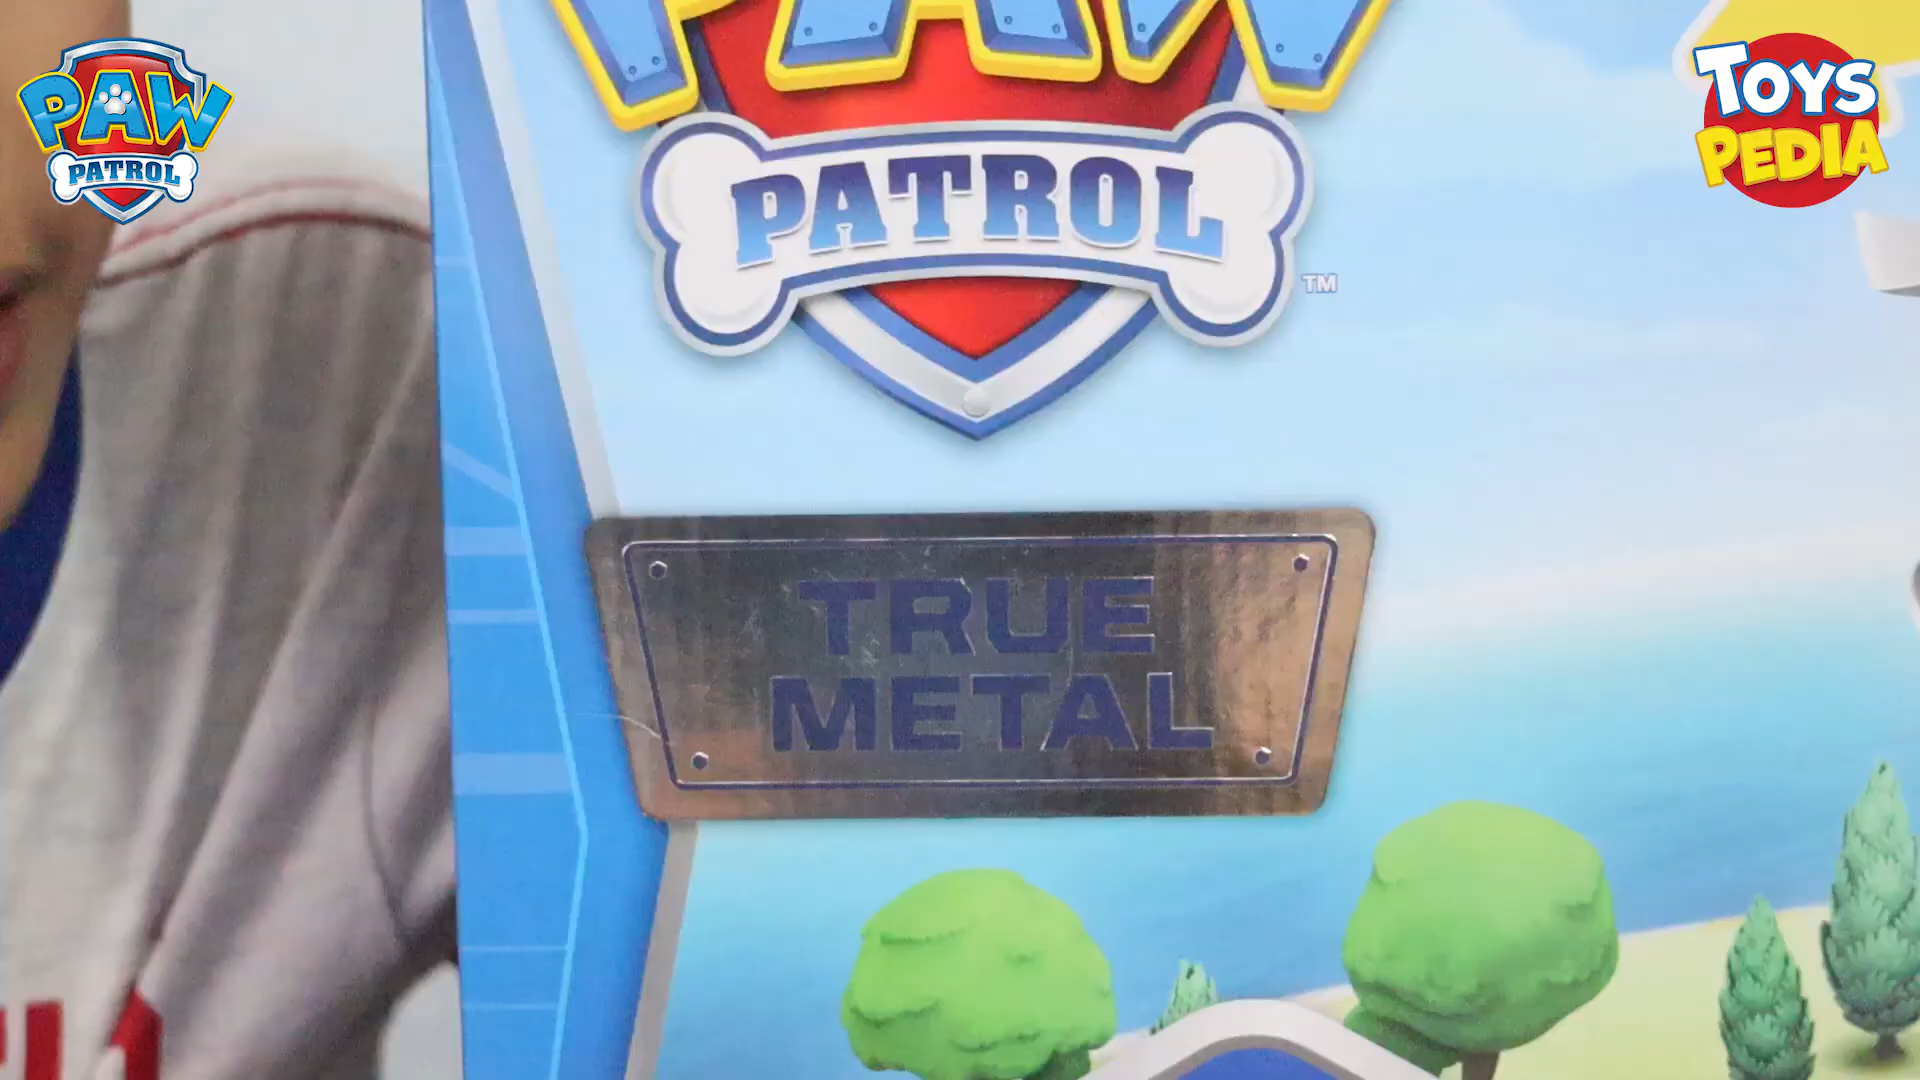 PAW
PATROL
TOYS
PEDIA
PAW
PATROL
TM
TRUE
METAL